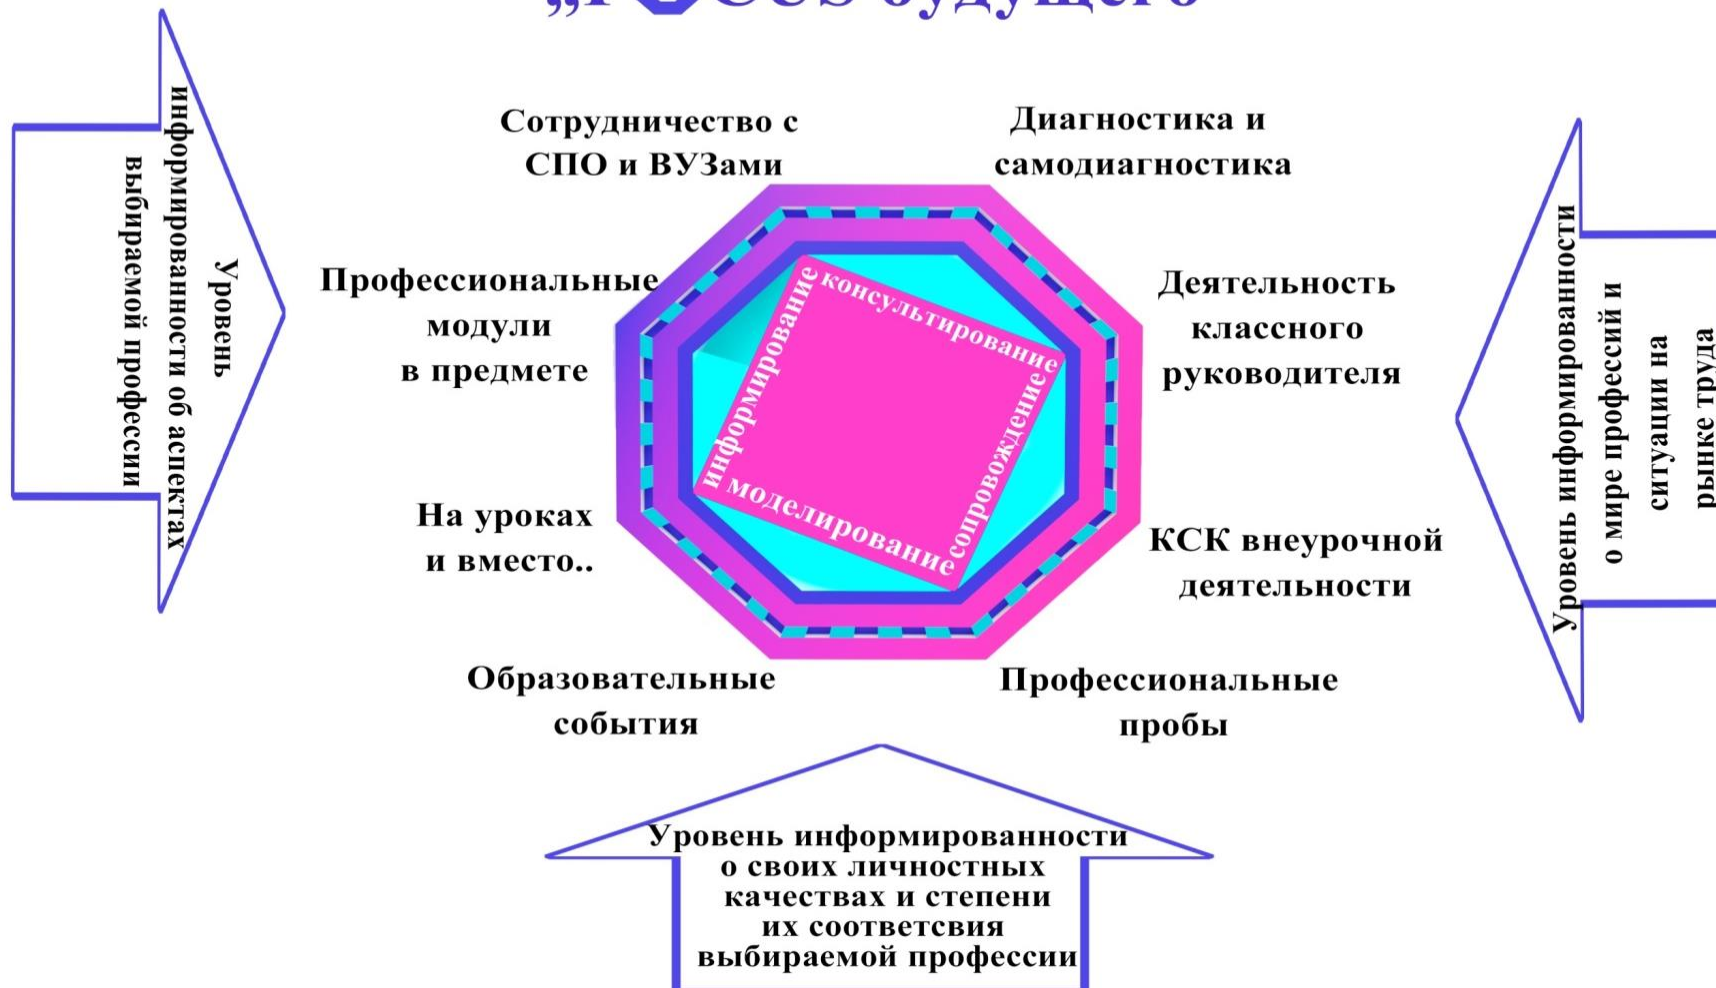 „FOCUS будущего
Сотрудничество с
СПО и ВУЗами
Диагностика и
самодиагностика
Профессиональные
модули
в предмете
Деятельность
классного
руководителя
На уроках
и вместо..
КСК внеурочной
деятельности
Образовательные
события
Профессиональные
пробы
информирование
консультирование
сопровождение
моделирование
Уровень
информированности об аспектах
выбираемой профессии
Уровень информированности
о мире профессий и
ситуации на
рынке труда
Уровень информированности
о своих личностных
качествах и степени
их соответсвия
выбираемой профессии